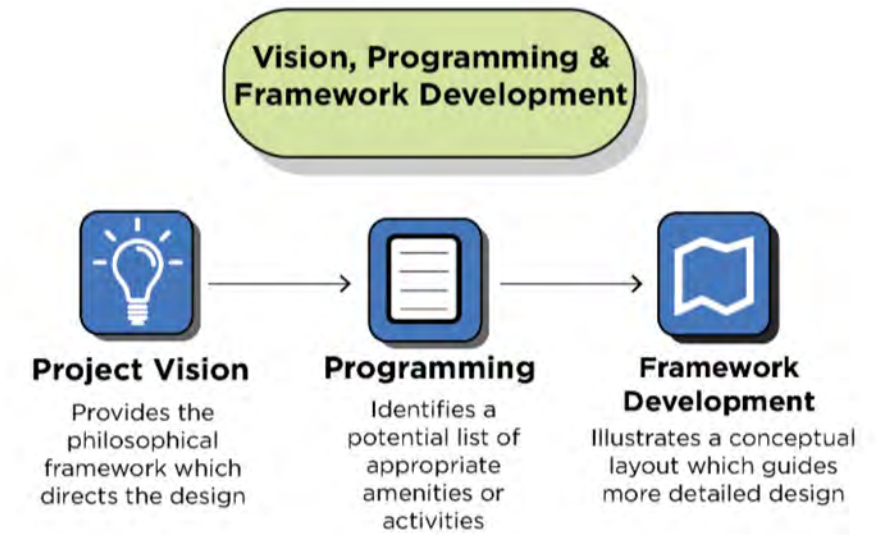 Vision, Programming &
Framework Development
Project Vision
Provides the
philosophical
framework which
directs the design
Programming
Identifies a
potential list of
appropriate
amenities or
activities
Framework
Development
Illustrates a conceptual
layout which guides
more detailed design